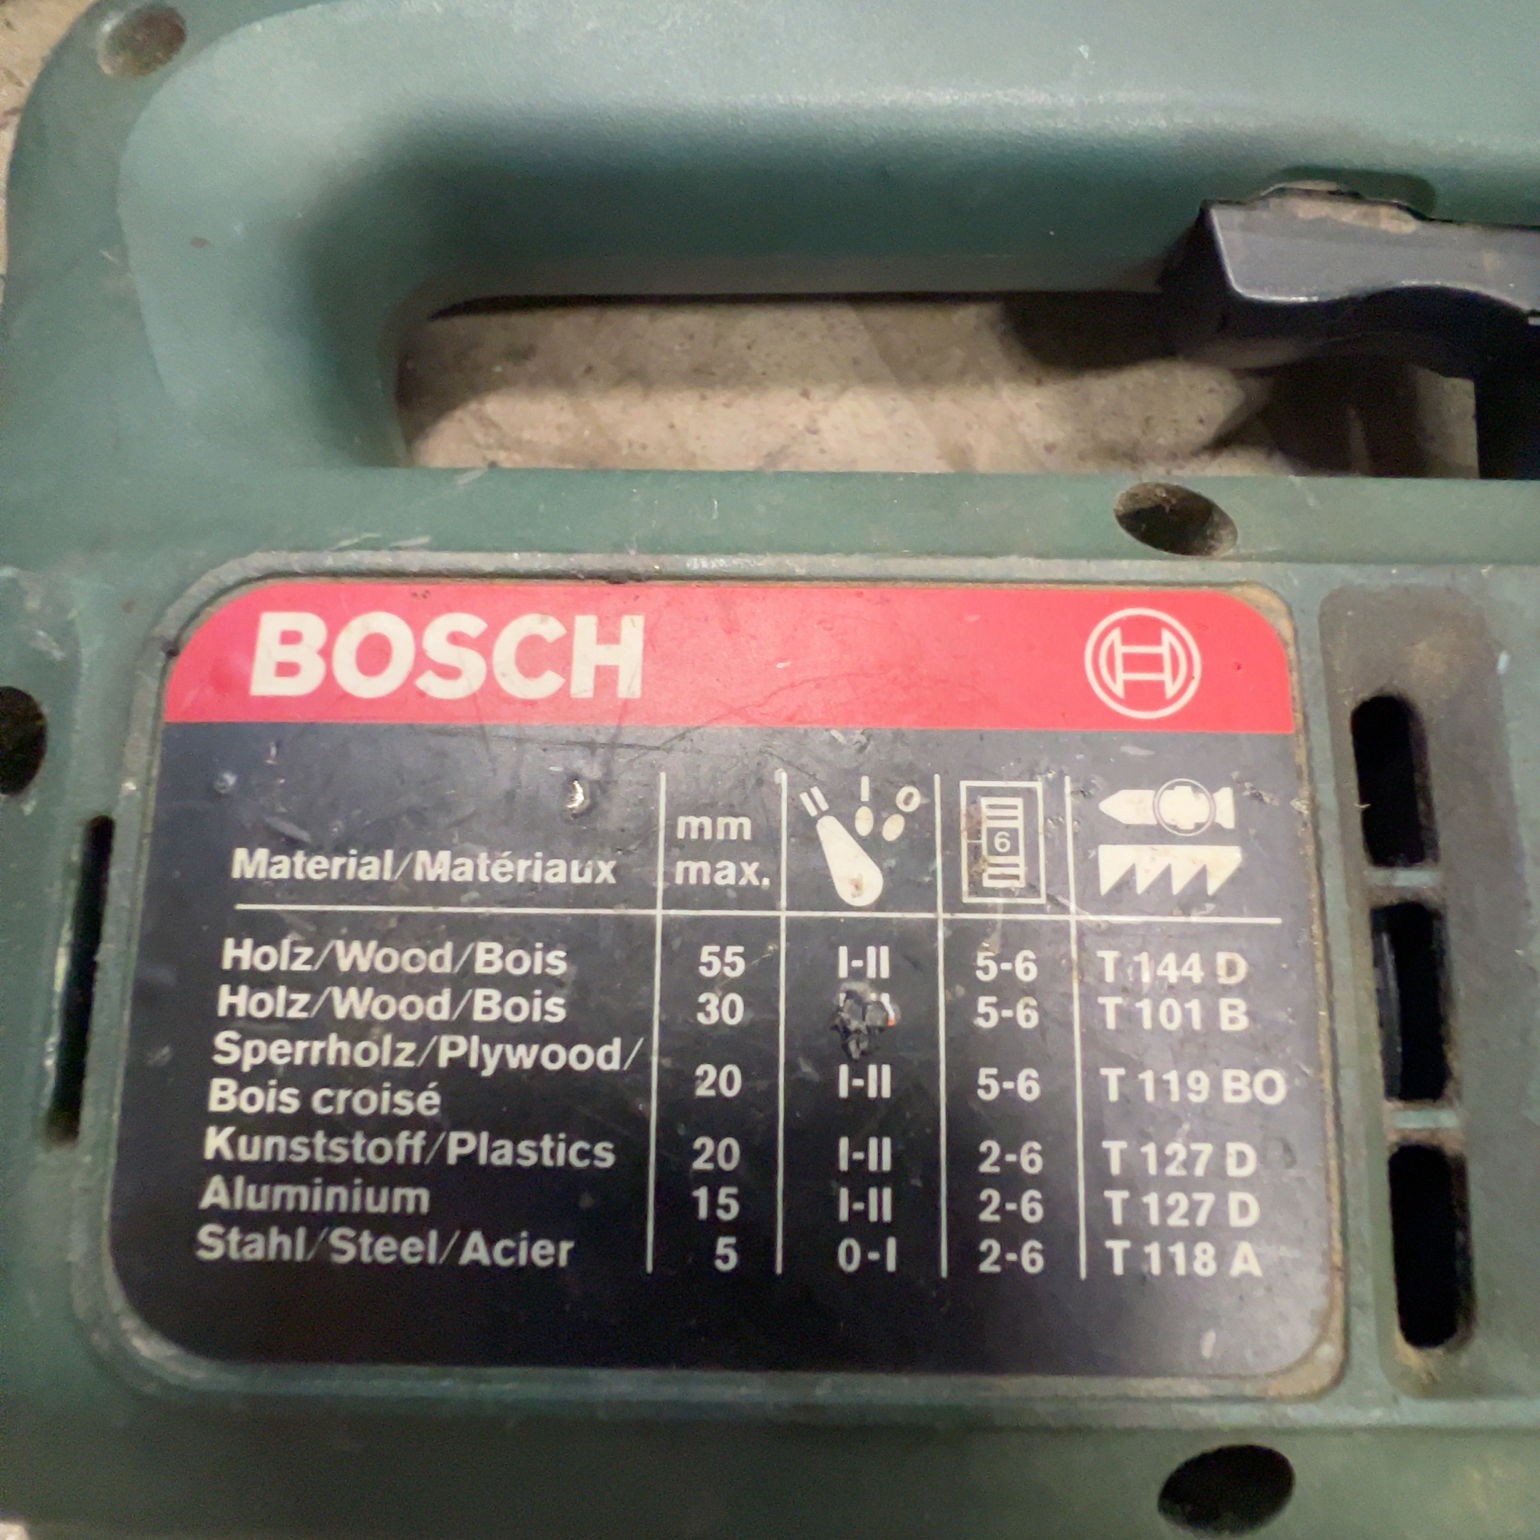 BOSCH
mm
Material/Matériaux max. I 0 6
Holz/Wood/Bois 55 I-II 5-6 T 144 D
Holz/Wood/Bois 30 5-6 T 101 B
Sperrholz/Plywood/
Bois croisé 20 I-II 5-6 T 119 BO
Kunststoff/Plastics 20 I-II 2-6 T 127 D
Aluminium 15 I-II 2-6 T 127 D
Stahl/Steel/Acier 5 0-I 2-6 T 118 A